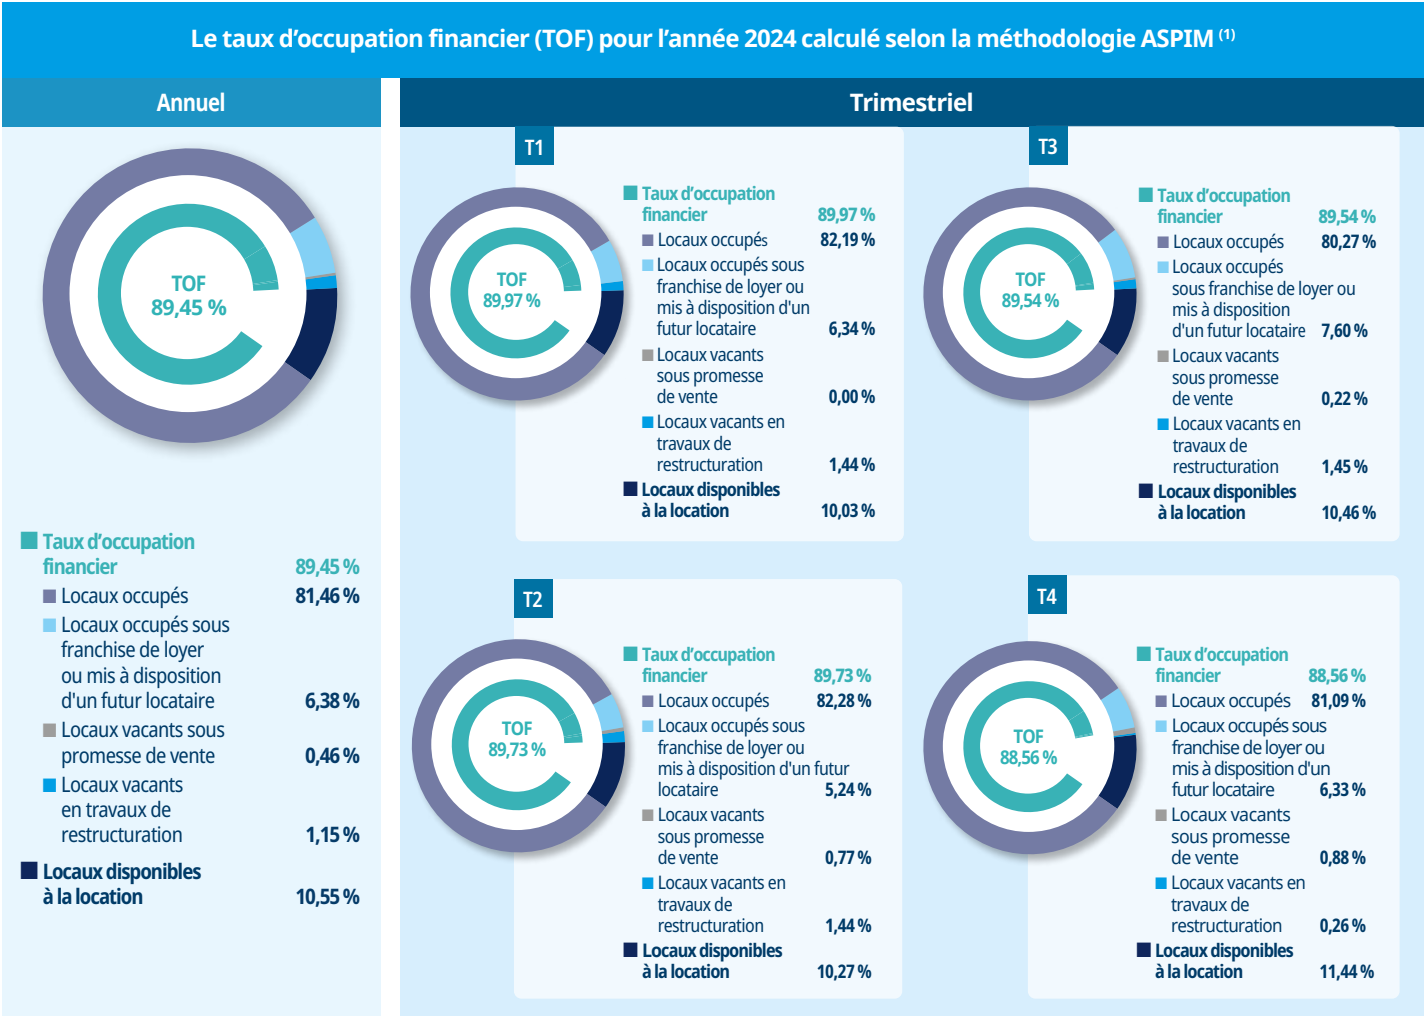 Le taux d’occupation financier (TOF) pour l’année 2024 calculé selon la méthodologie ASPIM (1)
Annuel
TOF
89,45 %
Taux d’occupation
financier 89,45 %
Locaux occupés 81,46 %
Locaux occupés sous
franchise de loyer
ou mis à disposition
d'un futur locataire 6,38 %
Locaux vacants sous
promesse de vente 0,46 %
Locaux vacants
en travaux de
restructuration 1,15 %
Locaux disponibles
à la location 10,55 %
Trimestriel
T1
TOF
89,97 %
Taux d’occupation
financier 89,97 %
Locaux occupés 82,19 %
Locaux occupés sous
franchise de loyer ou
mis à disposition d'un
futur locataire 6,34 %
Locaux vacants
sous promesse
de vente 0,00 %
Locaux vacants en
travaux de
restructuration 1,44 %
Locaux disponibles
à la location 10,03 %
T2
TOF
89,73 %
Taux d’occupation
financier 89,73 %
Locaux occupés 82,28 %
Locaux occupés sous
franchise de loyer ou
mis à disposition d'un futur
locataire 5,24 %
Locaux vacants
sous promesse
de vente 0,77 %
Locaux vacants en
travaux de
restructuration 1,44 %
Locaux disponibles
à la location 10,27 %
T3
TOF
89,54 %
Taux d’occupation
financier 89,54 %
Locaux occupés 80,27 %
Locaux occupés
sous franchise de loyer ou
mis à disposition
d'un futur locataire 7,60 %
Locaux vacants
sous promesse
de vente 0,22 %
Locaux vacants en
travaux de
restructuration 1,45 %
Locaux disponibles
à la location 10,46 %
T4
TOF
88,56 %
Taux d’occupation
financier 88,56 %
Locaux occupés 81,09 %
Locaux occupés sous
franchise de loyer ou
mis à disposition d'un
futur locataire 6,33 %
Locaux vacants
sous promesse
de vente 0,88 %
Locaux vacants en
travaux de
restructuration 0,26 %
Locaux disponibles
à la location 11,44 %